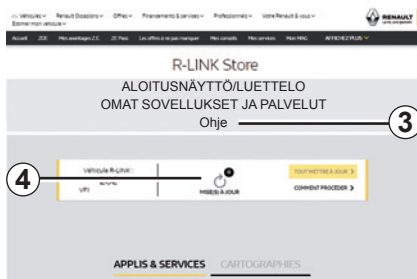 Véhicules Renault Occasions Offres Financements & services Professionnels Votre Renault & vous
Estimer mon véhicule
RENAULT
Accueil ZOE Mes avantages Z.E. ZE Pass Les offres à ne pas manquer Mes conseils Mes services Mon MAG AFFICHEZ PLUS
R-LINK Store
ALOITUSNÄYTTÖ/LUETTELO
OMAT SOVELLUKSET JA PALVELUT
Ohje
3
4
Véhicule R-LINK :
VF1
MISE(S) À JOUR
TOUT METTRE À JOUR
COMMENT PROCÉDER
APPLIS & SERVICES CARTOGRAPHIES